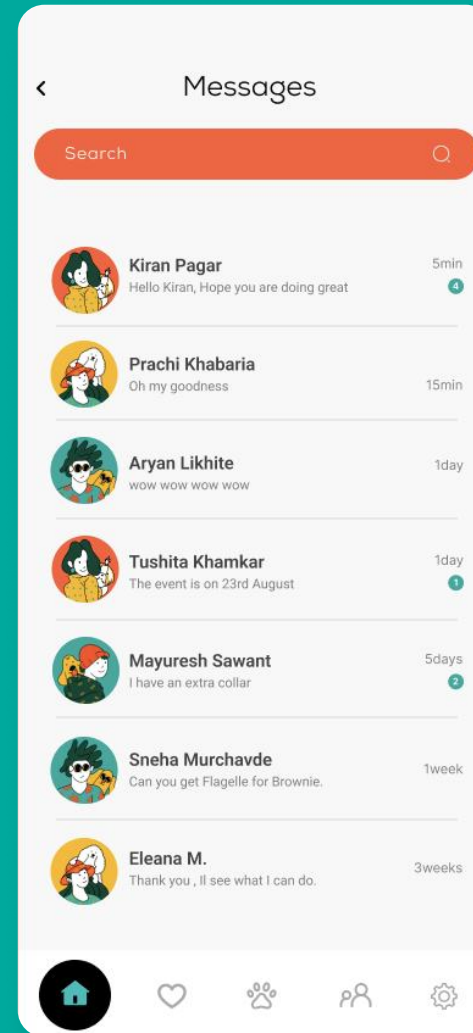 Messages
Search
Kiran Pagar
5min
Hello Kiran, Hope you are doing great
4
Prachi Khabaria
Oh my goodness
15min
Aryan Likhite
1day
wow wow wow wow
Tushita Khamkar
1day
The event is on 23rd August
1
Mayuresh Sawant
5days
I have an extra collar
2
Sneha Murchavde
1week
Can you get Flagelle for Brownie.
Eleana M.
3weeks
Thank you , Il see what I can do.